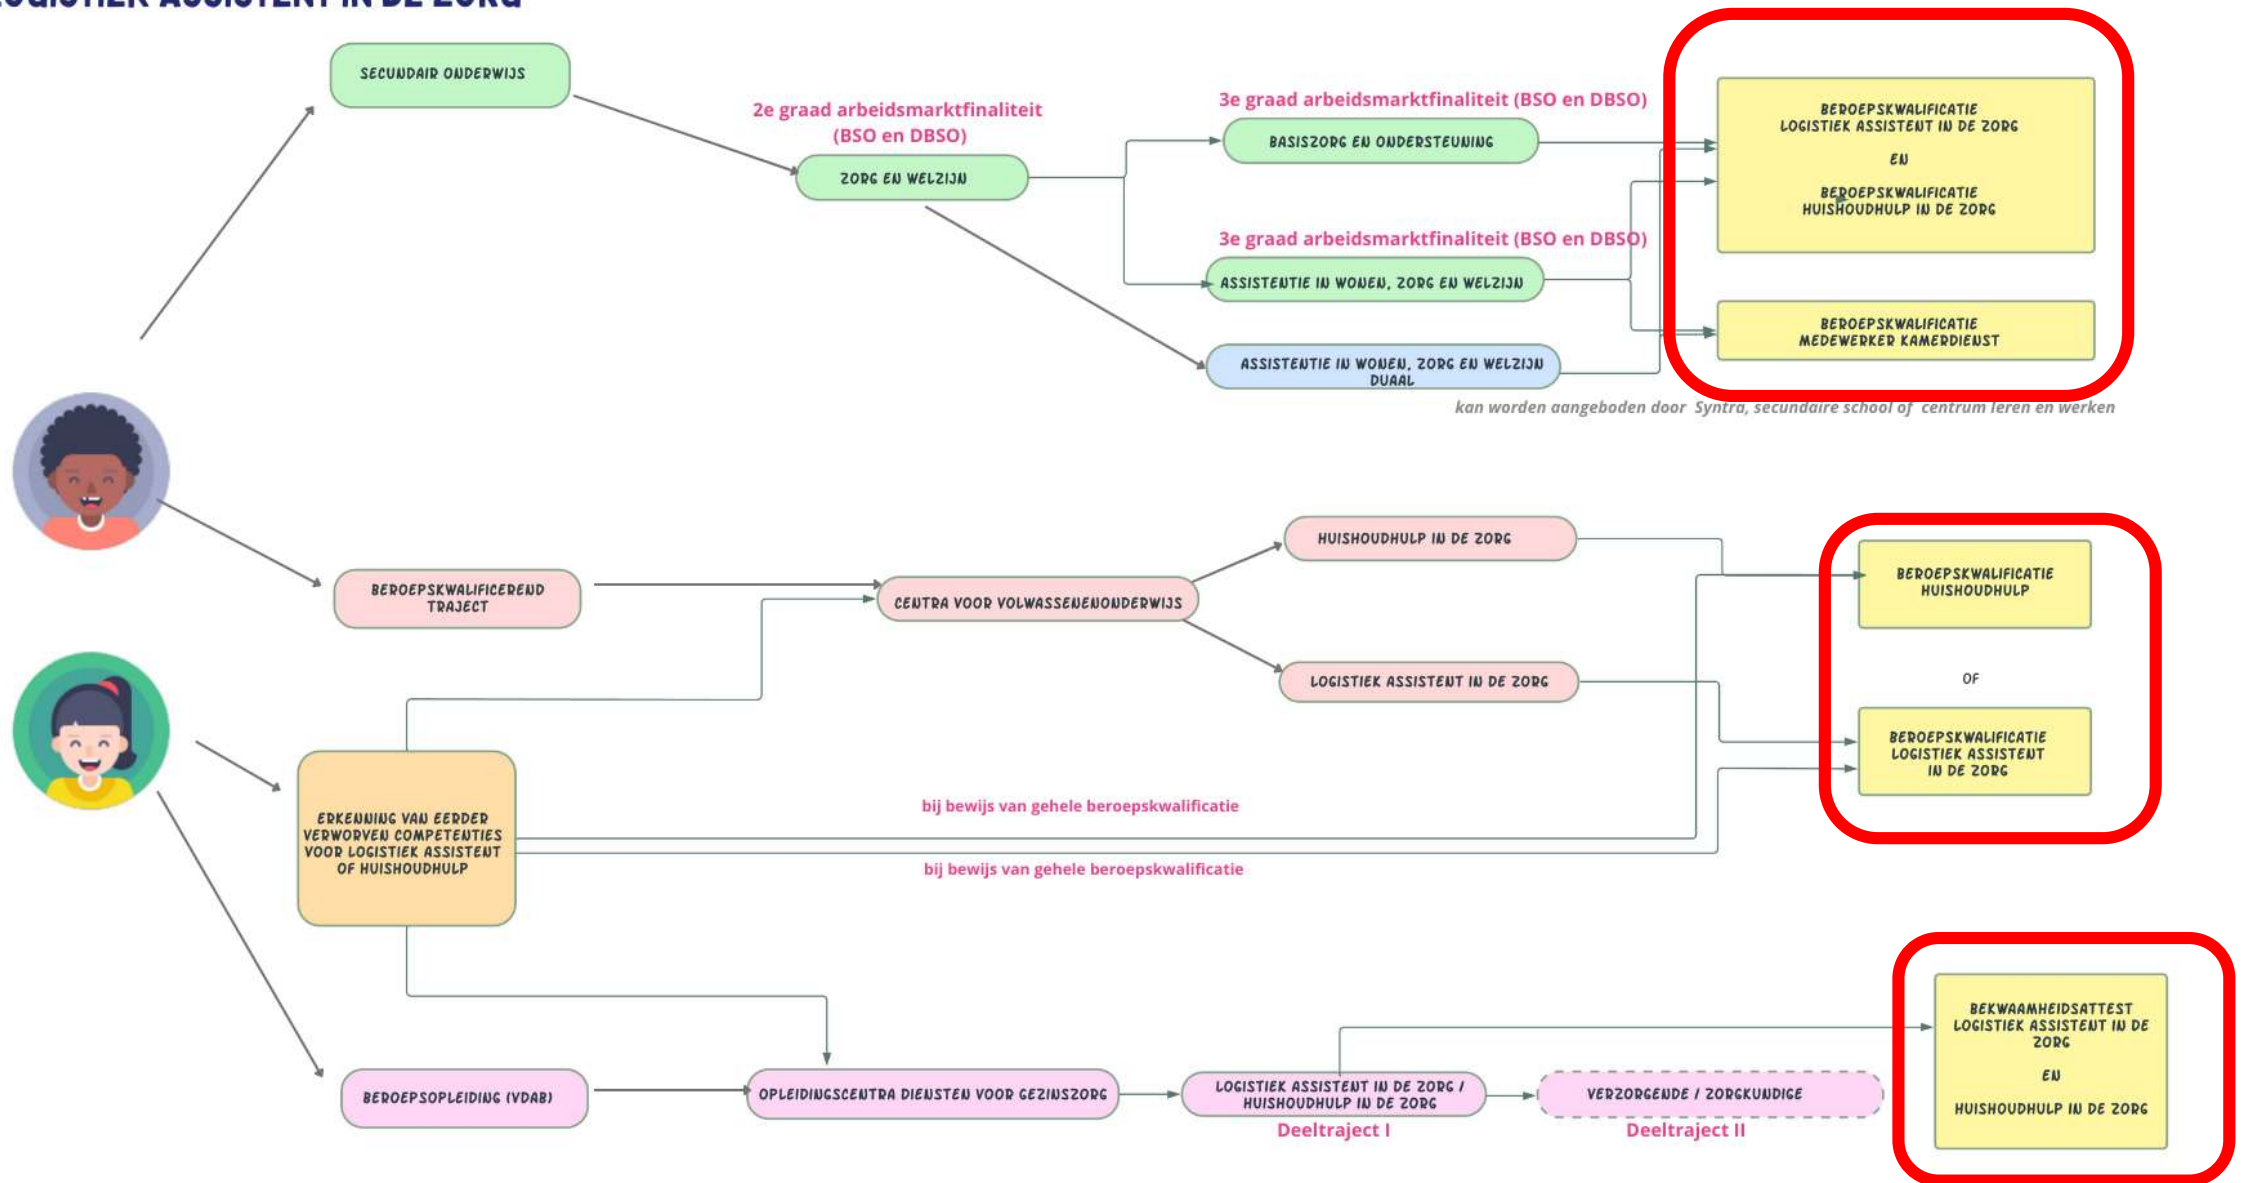 LOGISTIEK ASSISTENT IN DE ZORG
SECUNDAIR ONDERWIJS
2e graad arbeidsmarktfinaliteit
(BSO en DBSO)
ZORG EN WELZIJN
3e graad arbeidsmarktfinaliteit (BSO en DBSO)
BASISZORG EN ONDERSTEUNING
3e graad arbeidsmarktfinaliteit (BSO en DBSO)
ASSISTENTIE IN WONEN, ZORG EN WELZIJN
ASSISTENTIE IN WONEN, ZORG EN WELZIJN
DUAAL
BEROEPSKWALIFICATIE
LOGISTIEK ASSISTENT IN DE ZORG
EN
BEROEPSKWALIFICATIE
HUISHOUDHULP IN DE ZORG
BEROEPSKWALIFICATIE
MEDEWERKER KAMERDIENST
kan worden aangeboden door Syntra, secundaire school of centrum leren en werken
BEROEPSKWALIFICEREND
TRAJECT
CENTRA VOOR VOLWASSENENONDERWIJS
HUISHOUDHULP IN DE ZORG
LOGISTIEK ASSISTENT IN DE ZORG
BEROEPSKWALIFICATIE
HUISHOUDHULP
OF
BEROEPSKWALIFICATIE
LOGISTIEK ASSISTENT
IN DE ZORG
ERKENNING VAN EERDER
VERWORVEN COMPETENTIES
VOOR LOGISTIEK ASSISTENT
OF HUISHOUDHULP
bij bewijs van gehele beroepskwalificatie
bij bewijs van gehele beroepskwalificatie
BEROEPSOPLEIDING (VDAB)
OPLEIDINGSCENTRA DIENSTEN VOOR GEZINSZORG
LOGISTIEK ASSISTENT IN DE ZORG /
HUISHOUDHULP IN DE ZORG
Deeltraject I
VERZORGENDE / ZORGKUNDIGE
Deeltraject II
BEKWAAMHEIDSATTEST
LOGISTIEK ASSISTENT IN DE
ZORG
EN
HUISHOUDHULP IN DE ZORG